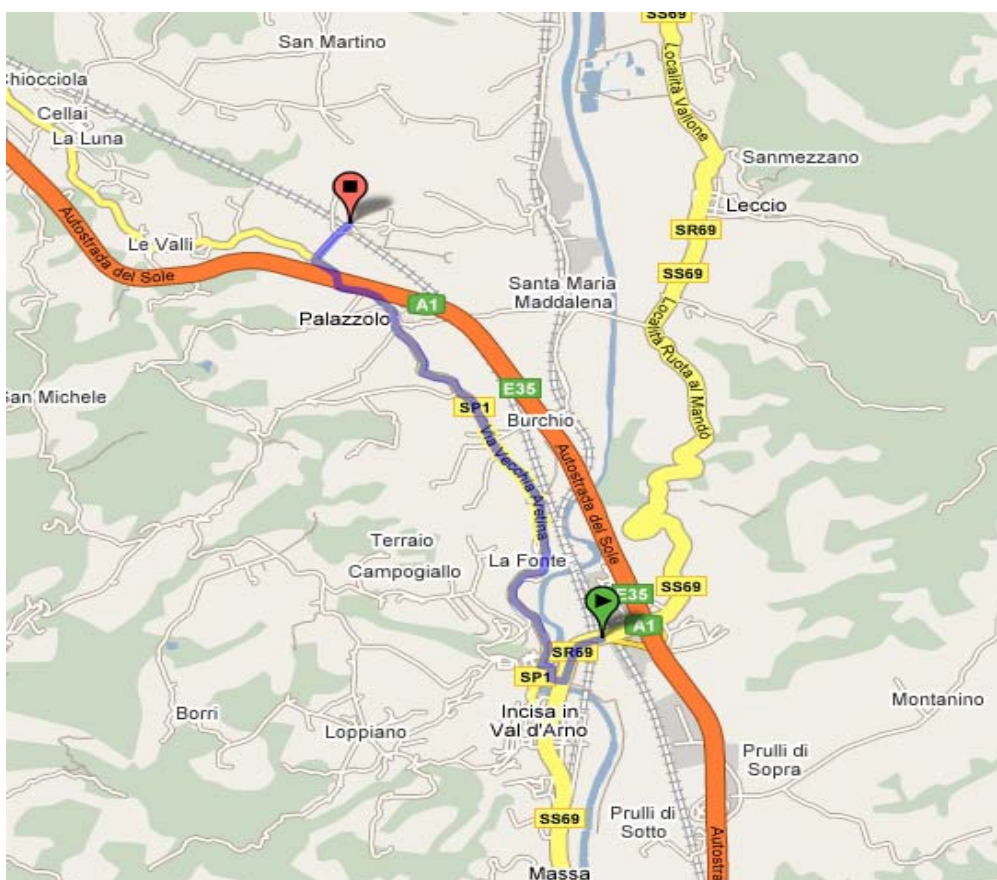 SS69
San Martino
Località Vallone
Chiocciola
Cellai
La Luna
Sanmezzano
Leccio
SR69
Autostrada del Sole
Le Valli
SS69
Santa Maria
Maddalena
A1
Palazzolo
Località Ruota al Mandò
San Michele
E35
SP1
Burchio
Via Vecchia Aretina
Autostrada del Sole
Terraio
La Fonte
Campogiallo
SS69
E35
A1
SR69
SP1
Montanino
Borri
Incisa in
Val d'Arno
Loppiano
Prulli di
Sopra
Prulli di
Sotto
SS69
Autostra
Massa